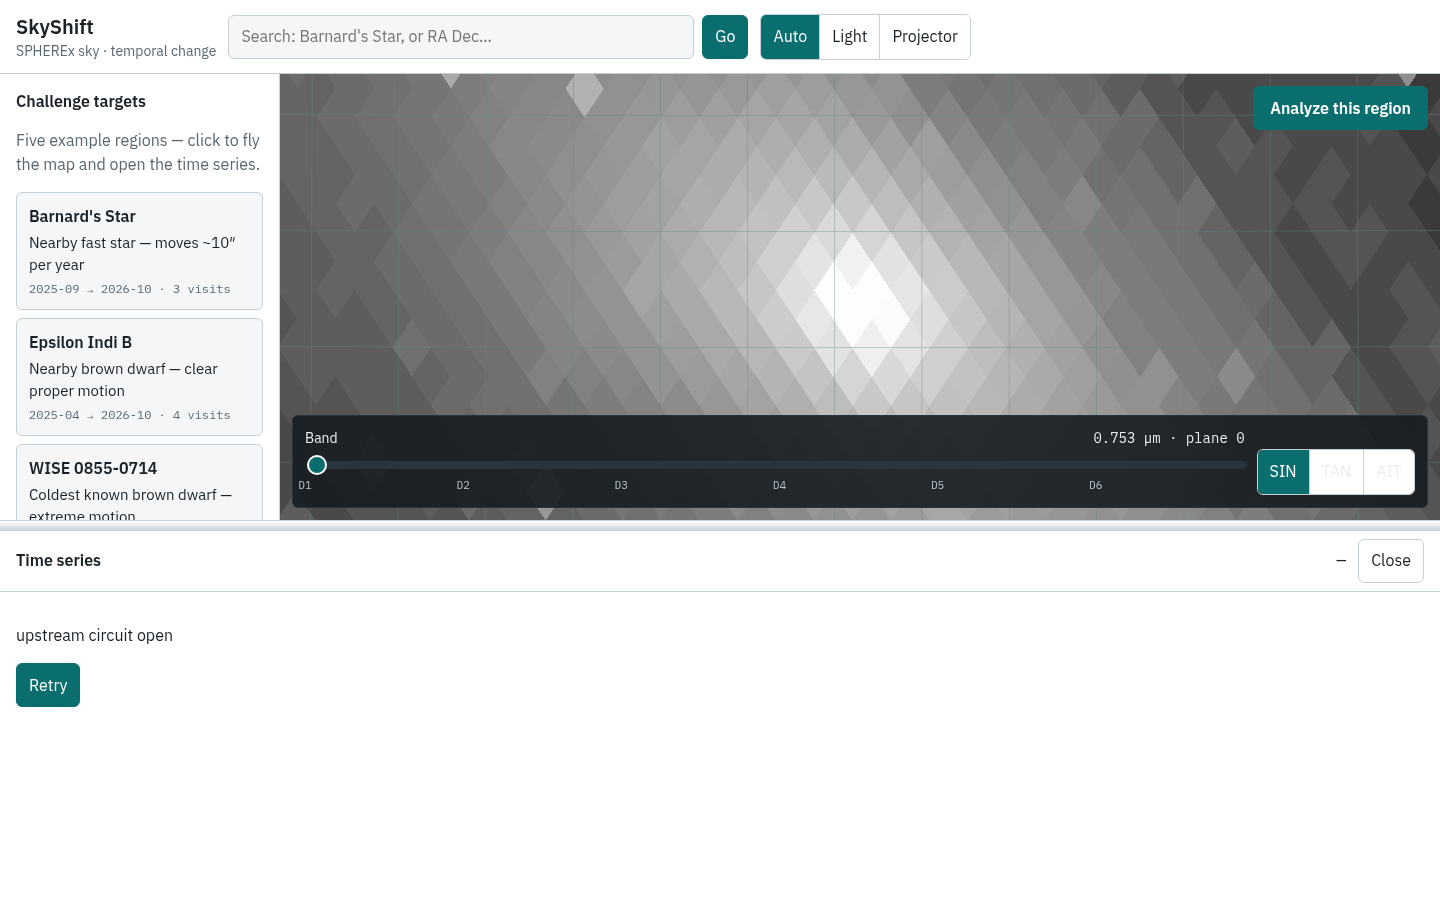 SkyShift
SPHEREx sky · temporal change
Search: Barnard's Star, or RA Dec...
Go
Auto
Light
Projector
Challenge targets
Five example regions — click to fly
the map and open the time series.
Barnard's Star
Nearby fast star — moves ~10″
per year
2025-09 → 2026-10 · 3 visits
Epsilon Indi B
Nearby brown dwarf — clear
proper motion
2025-04 → 2026-10 · 4 visits
WISE 0855-0714
Coldest known brown dwarf —
extreme motion
Analyze this region
Band
0.753 µm · plane 0
D1
D2
D3
D4
D5
D6
SIN
TAN
AIT
Time series
—
Close
upstream circuit open
Retry